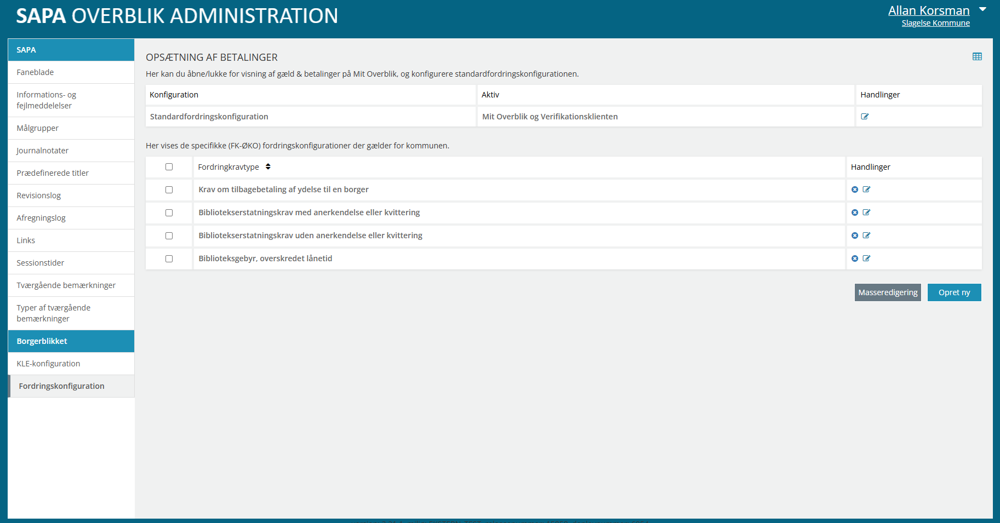 SAPA OVERBLIK ADMINISTRATION
Allan Korsman
Slagelse Kommune
SAPA
Faneblade
Informations- og
fejlmeddelelser
Målgrupper
Journalnotater
Prædefinerede titler
Revisionslog
Afregningslog
Links
Sessionstider
Tværgående bemærkninger
Typer af tværgående
bemærkninger
Borgerblikket
KLE-konfiguration
Fordringskonfiguration
OPSÆTNING AF BETALINGER
Her kan du åbne/lukke for visning af gæld & betalinger på Mit Overblik, og konfigurere standardfordringskonfigurationen.
Konfiguration Aktiv Handlinger
Standardfordringskonfiguration Mit Overblik og Verifikationsklienten
Her vises de specifikke (FK-ØKO) fordringskonfigurationer der gælder for kommunen.
Fordringkravtype Handlinger
Krav om tilbagebetaling af ydelse til en borger
Bibliotekserstatningskrav med anerkendelse eller kvittering
Bibliotekserstatningskrav uden anerkendelse eller kvittering
Biblioteksgebyr, overskredet lånetid
Masseredigering Opret ny